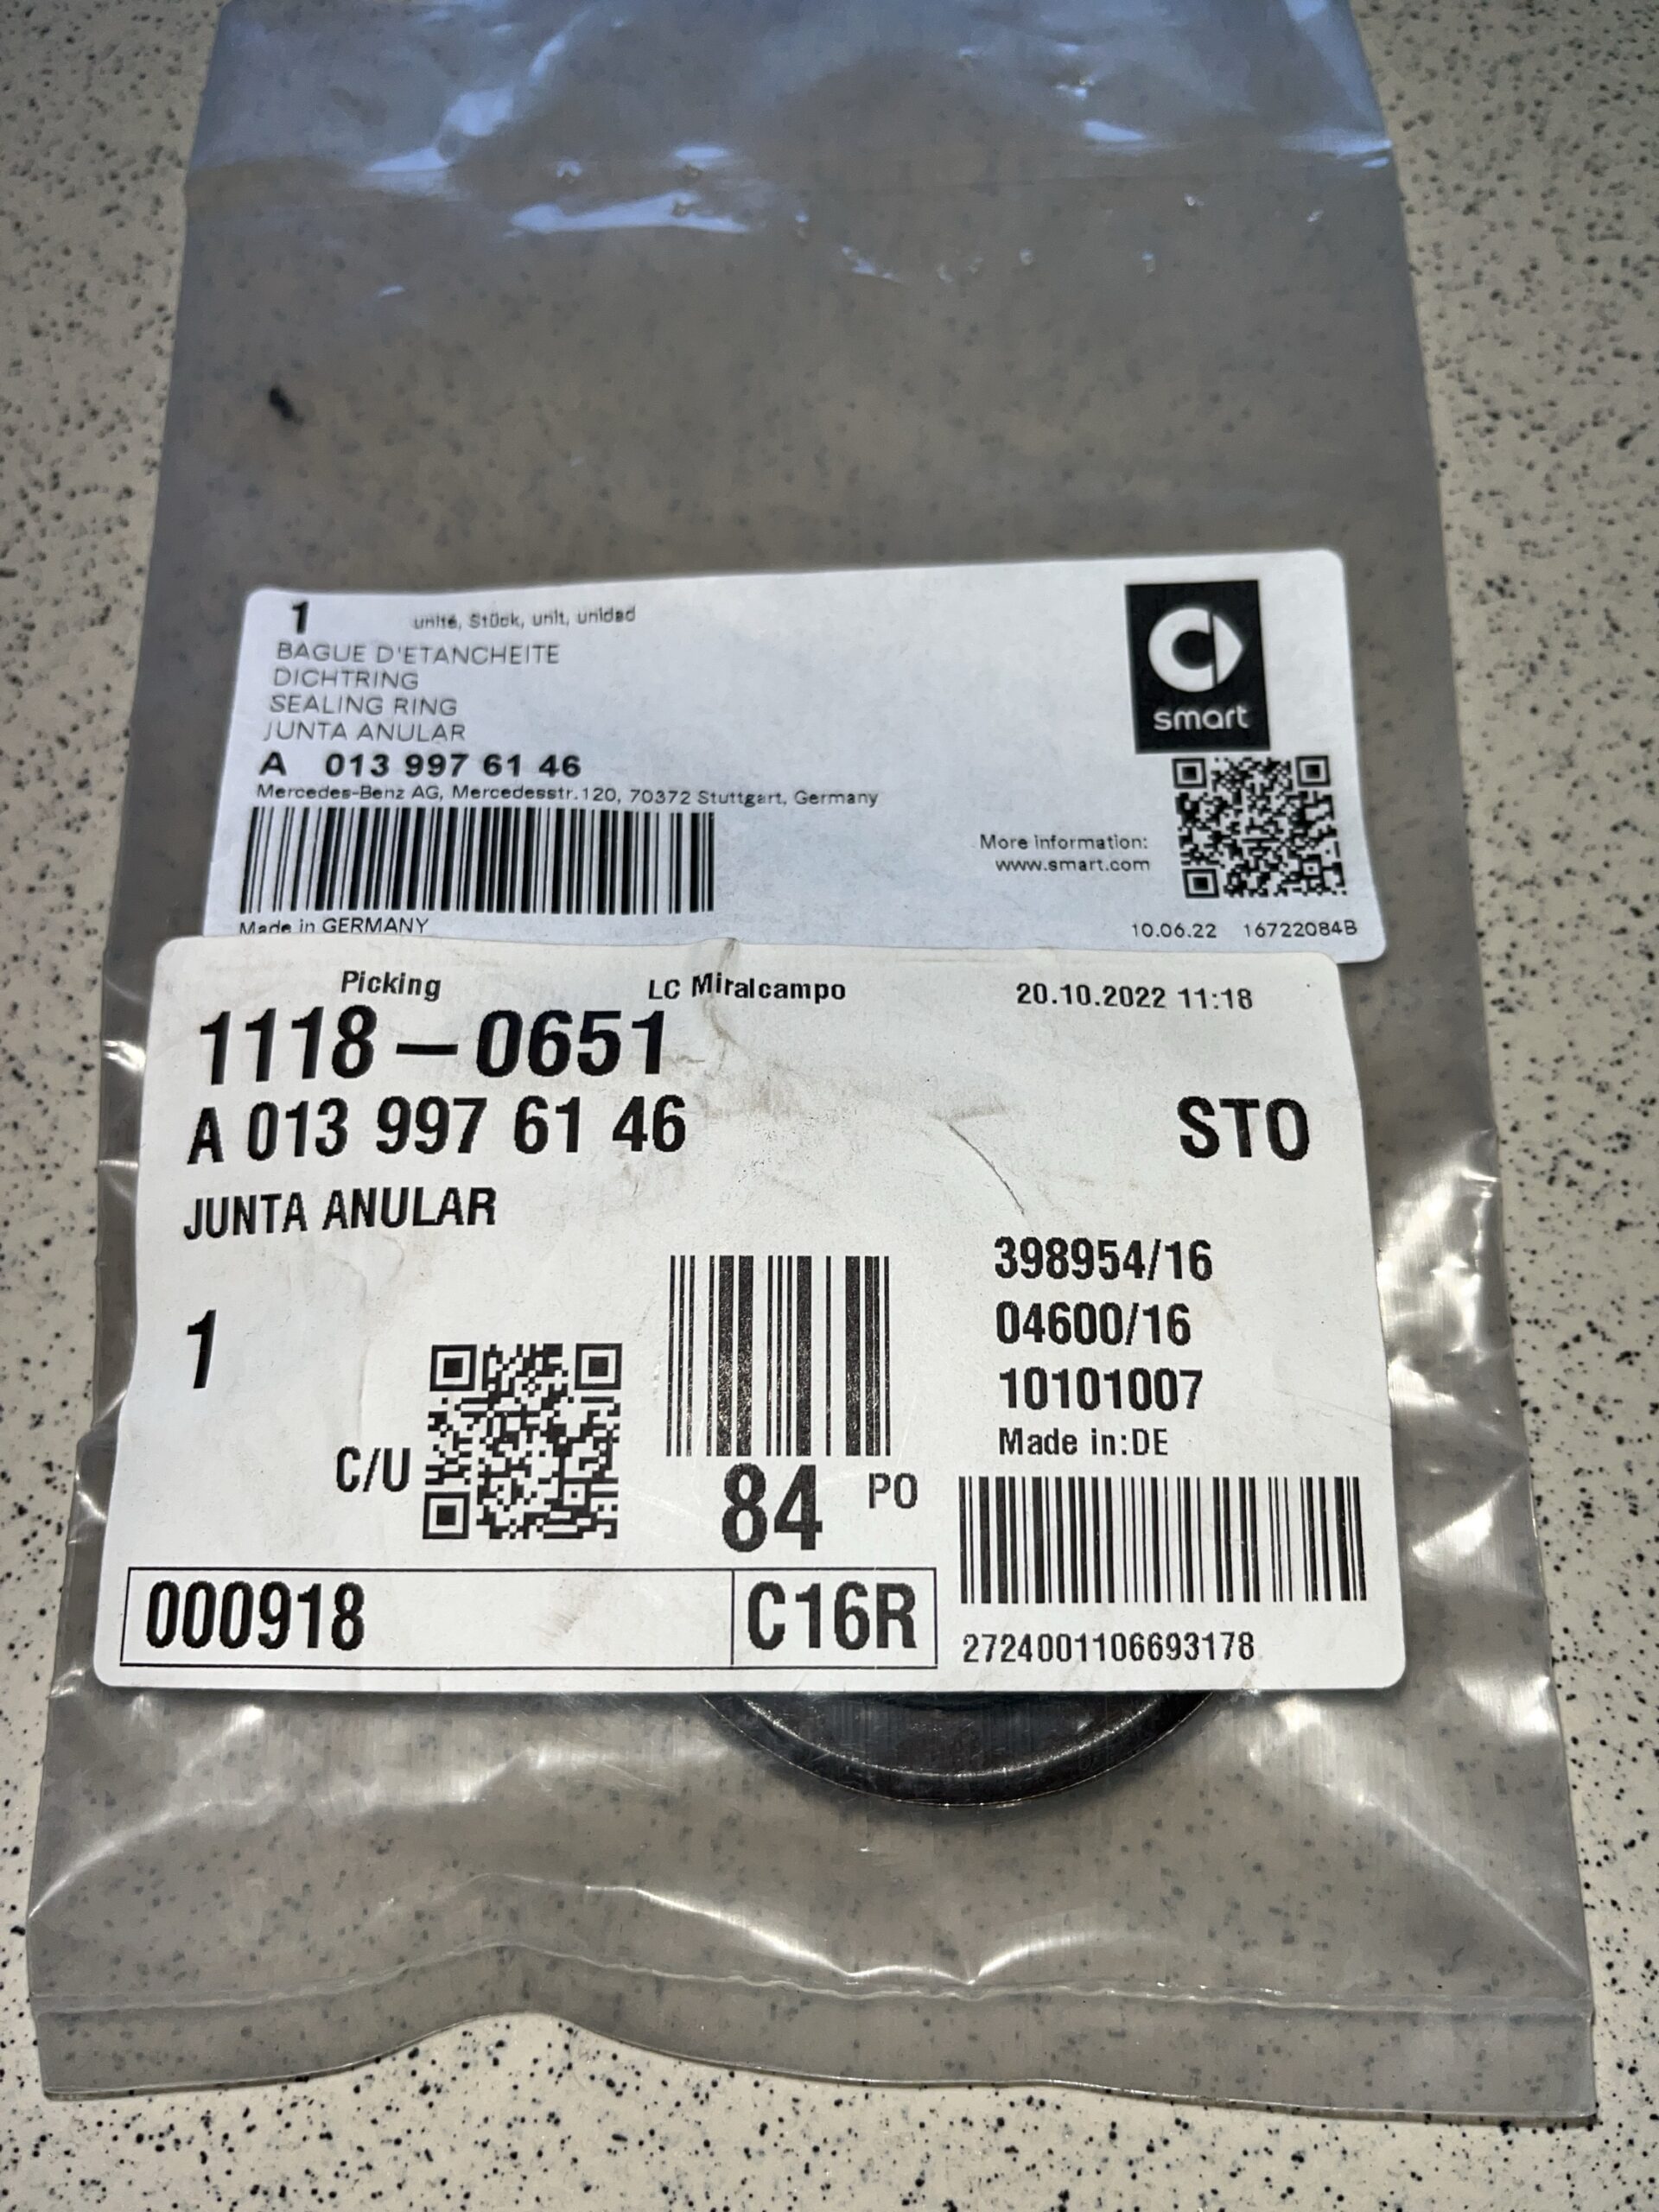 1 unité, Stück, unit, unidad
BAGUE D'ETANCHEITE
DICHTRING
SEALING RING
JUNTA ANULAR
A 013 997 61 46
Mercedes-Benz AG, Mercedesstr.120, 70372 Stuttgart, Germany
smart
More information:
www.smart.com
Made in GERMANY
10.06.22 16722084B
Picking LC Miralcampo 20.10.2022 11:18
1118-0651
A 013 997 61 46 STO
JUNTA ANULAR
398954/16
1 04600/16
10101007
Made in:DE
C/U 84 PO
000918 C16R
2724001106693178